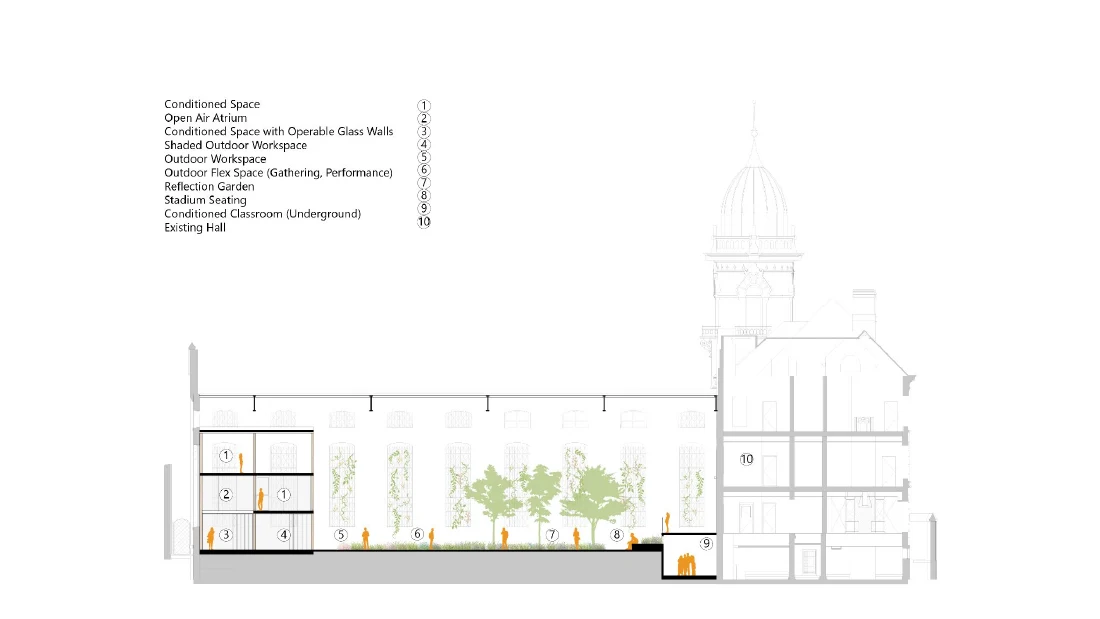 Conditioned Space 1
Open Air Atrium 2
Conditioned Space with Operable Glass Walls 3
Shaded Outdoor Workspace 4
Outdoor Workspace 5
Outdoor Flex Space (Gathering, Performance) 6
Reflection Garden 7
Stadium Seating 8
Conditioned Classroom (Underground) 9
Existing Hall 10
1
10
2 1
3 4 5 6 7 8 9